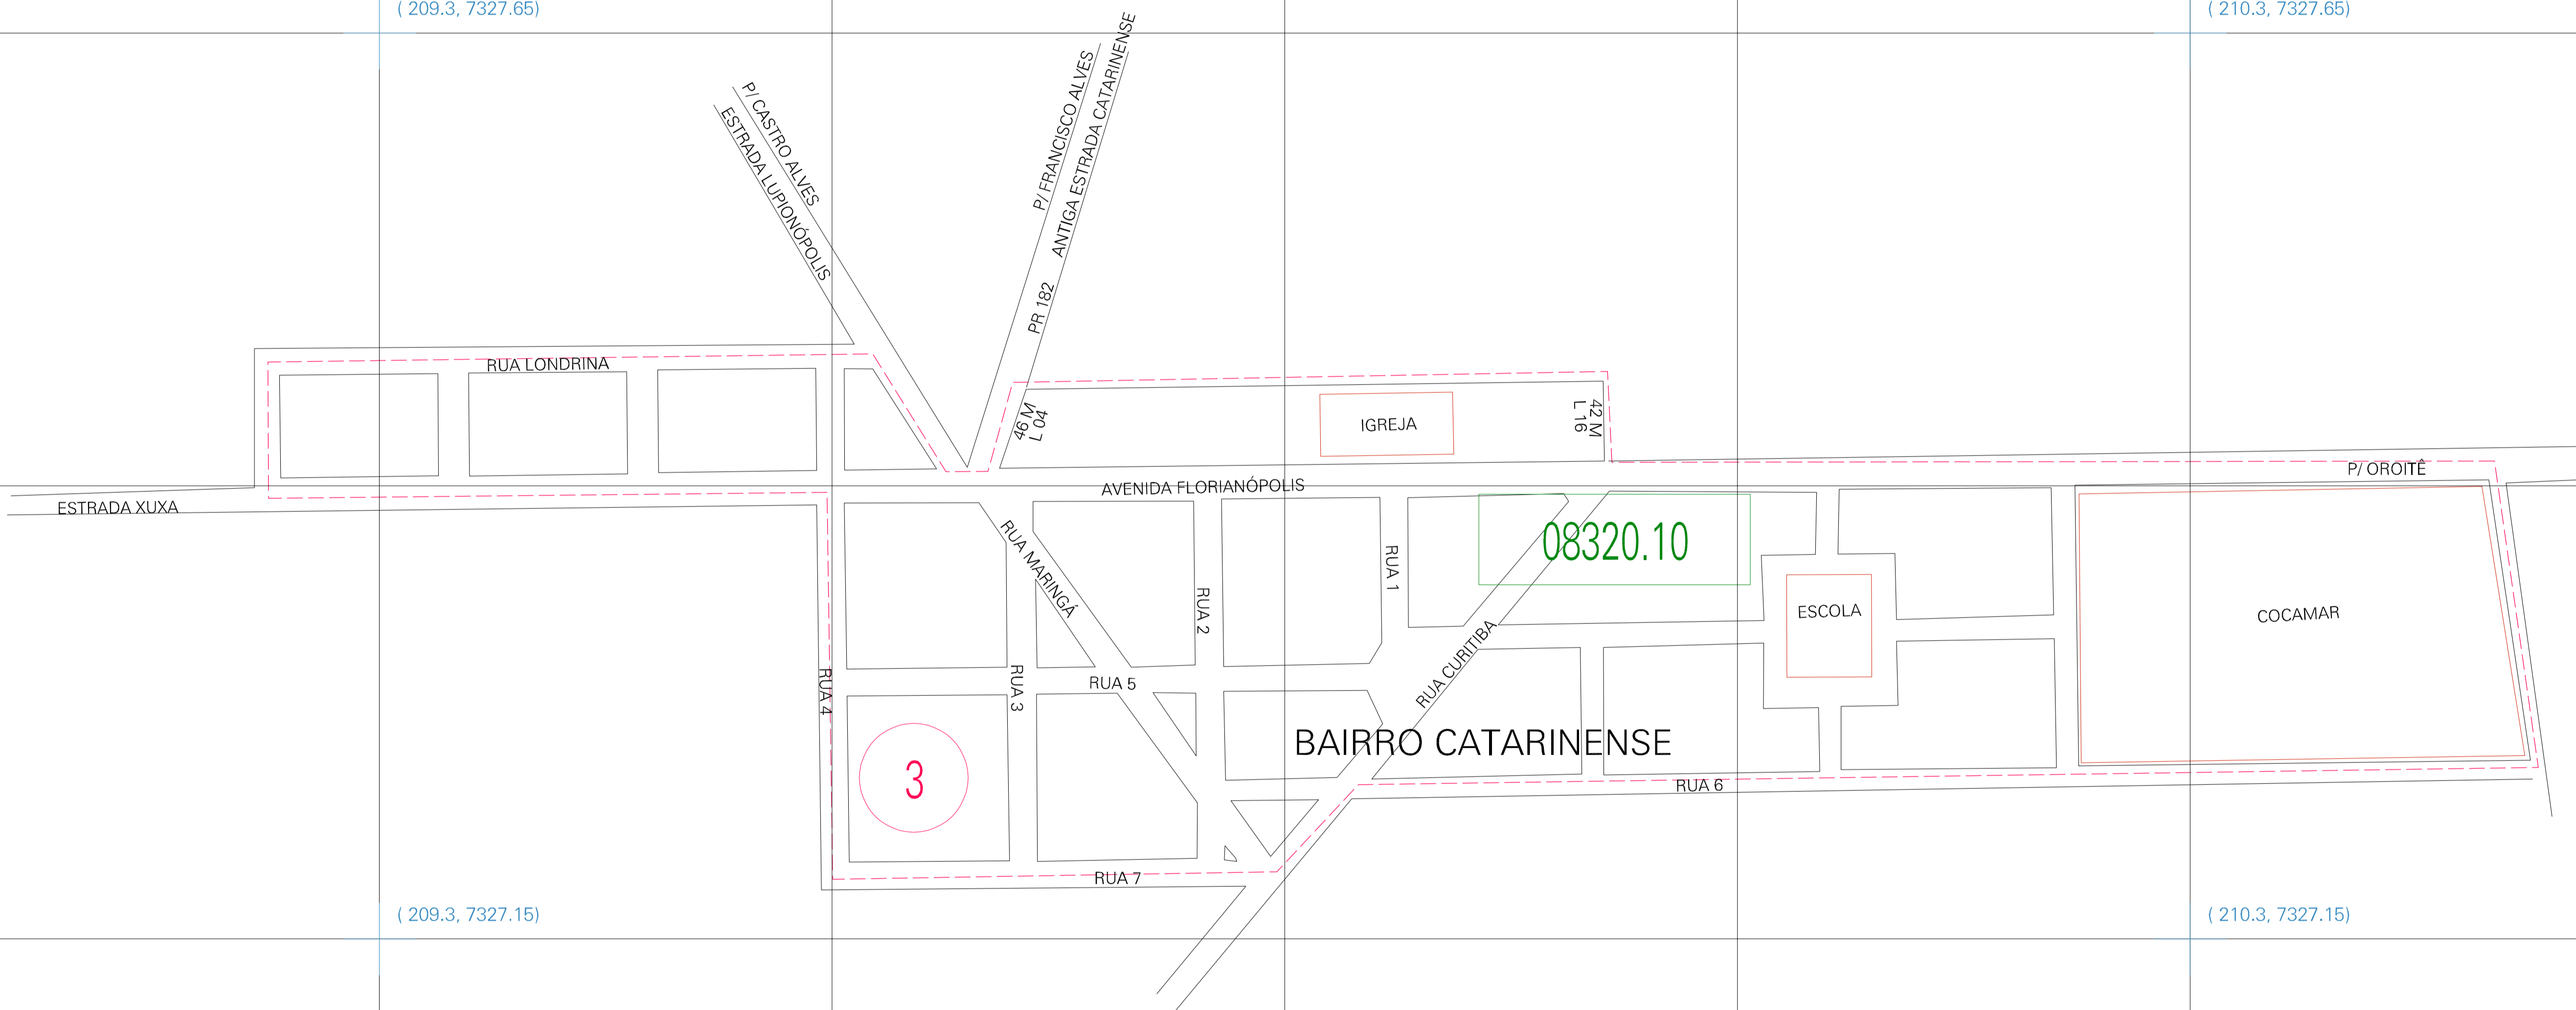 ( 209.3, 7327.65)
( 210.3, 7327.65)
P/ CASTRO ALVES
ESTRADA LUPIONÓPOLIS
P/ FRANCISCO ALVES
ANTIGA ESTRADA CATARINENSE
PR 182
RUA LONDRINA
46 M
L 04
IGREJA
42 M
L 16
P/ OROITÊ
ESTRADA XUXA
AVENIDA FLORIANÓPOLIS
RUA MARINGÁ
RUA 2
RUA 1
08320.10
RUA CURITIBA
ESCOLA
COCAMAR
RUA 4
RUA 3
RUA 5
3
BAIRRO CATARINENSE
RUA 6
RUA 7
( 209.3, 7327.15)
( 210.3, 7327.15)